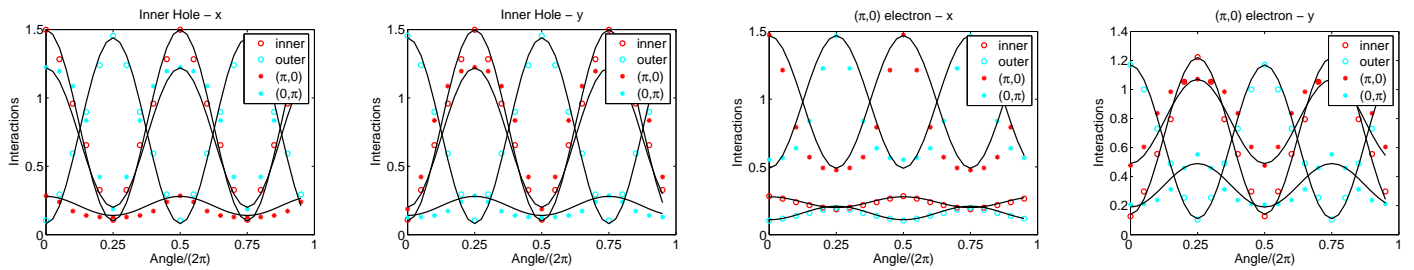 Inner Hole – x
1.5
1
0.5
0
0
0.25
0.5
0.75
1
Interactions
Angle/(2π)
inner
outer
(π,0)
(0,π)
Inner Hole – y
1.5
1
0.5
0
0
0.25
0.5
0.75
1
Interactions
Angle/(2π)
inner
outer
(π,0)
(0,π)
(π,0) electron – x
1.5
1
0.5
0
0
0.25
0.5
0.75
1
Interactions
Angle/(2π)
inner
outer
(π,0)
(0,π)
(π,0) electron – y
1.4
1.2
1
0.8
0.6
0.4
0.2
0
0
0.25
0.5
0.75
1
Interactions
Angle/(2π)
inner
outer
(π,0)
(0,π)